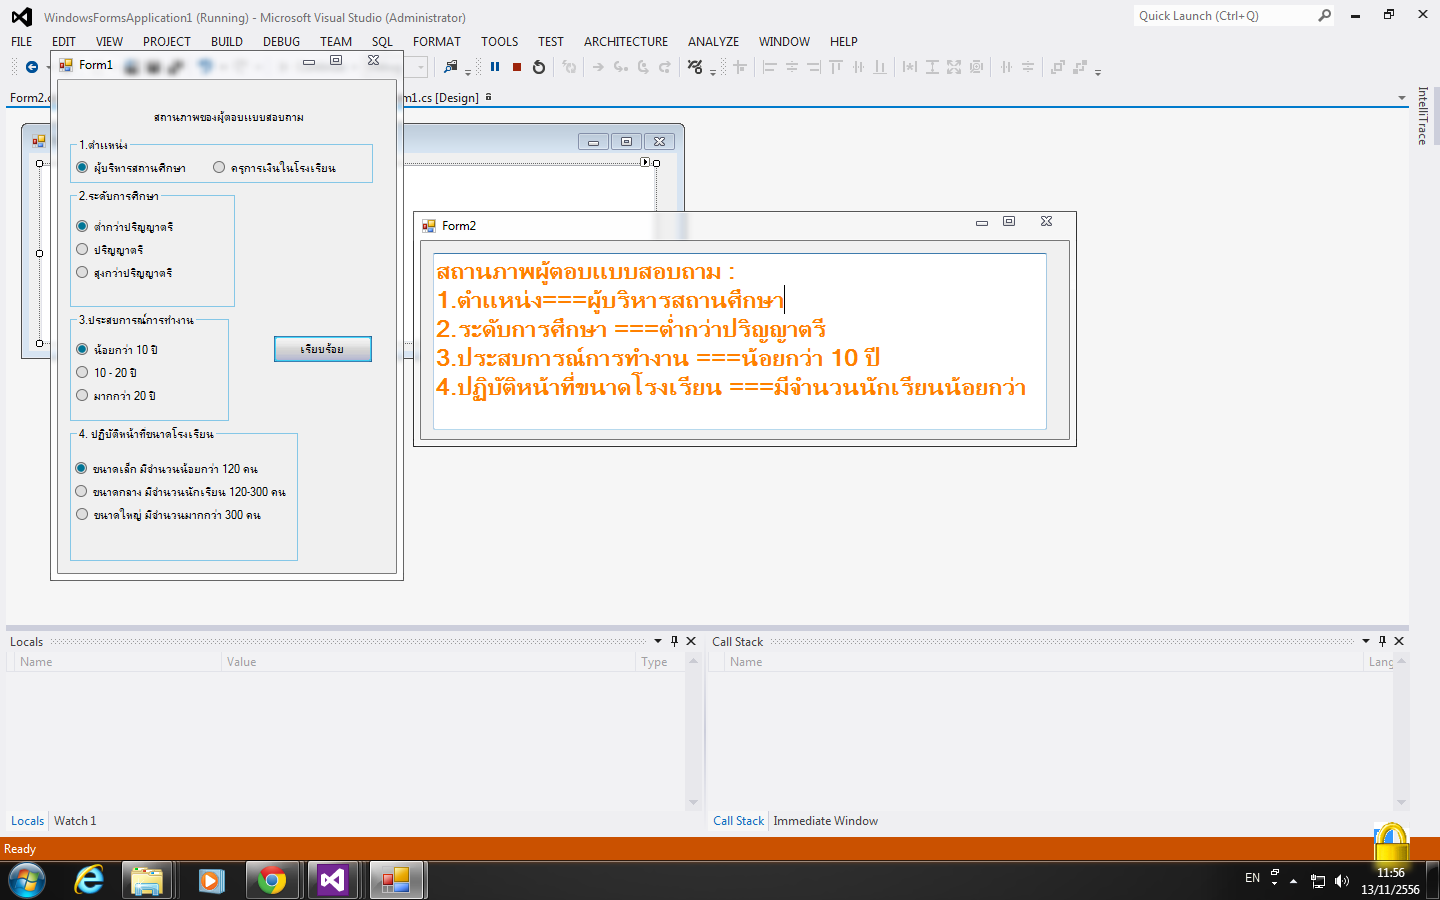 WindowsFormsApplication1 (Running) - Microsoft Visual Studio (Administrator)
Quick Launch (Ctrl+Q)
FILE EDIT VIEW PROJECT BUILD DEBUG TEAM SQL FORMAT TOOLS TEST ARCHITECTURE ANALYZE WINDOW HELP
Form1
m1.cs [Design]
IntelliTrace
สถานภาพของผู้ตอบแบบสอบถาม
1.ตำแหน่ง
ผู้บริหารสถานศึกษา ครูการเงินในโรงเรียน
2.ระดับการศึกษา
ต่ำกว่าปริญญาตรี
ปริญญาตรี
สูงกว่าปริญญาตรี
3.ประสบการณ์การทำงาน
น้อยกว่า 10 ปี
10 - 20 ปี
มากกว่า 20 ปี
เรียบร้อย
4. ปฏิบัติหน้าที่ขนาดโรงเรียน
ขนาดเล็ก มีจำนวนน้อยกว่า 120 คน
ขนาดกลาง มีจำนวนนักเรียน 120-300 คน
ขนาดใหญ่ มีจำนวนมากกว่า 300 คน
Form2
สถานภาพผู้ตอบแบบสอบถาม :
1.ตำแหน่ง===ผู้บริหารสถานศึกษา
2.ระดับการศึกษา ===ต่ำกว่าปริญญาตรี
3.ประสบการณ์การทำงาน ===น้อยกว่า 10 ปี
4.ปฏิบัติหน้าที่ขนาดโรงเรียน ===มีจำนวนนักเรียนน้อยกว่า
Locals
Name Value Type
Locals Watch 1
Call Stack
Name Lang
Call Stack Immediate Window
Ready
EN
11:56
13/11/2556